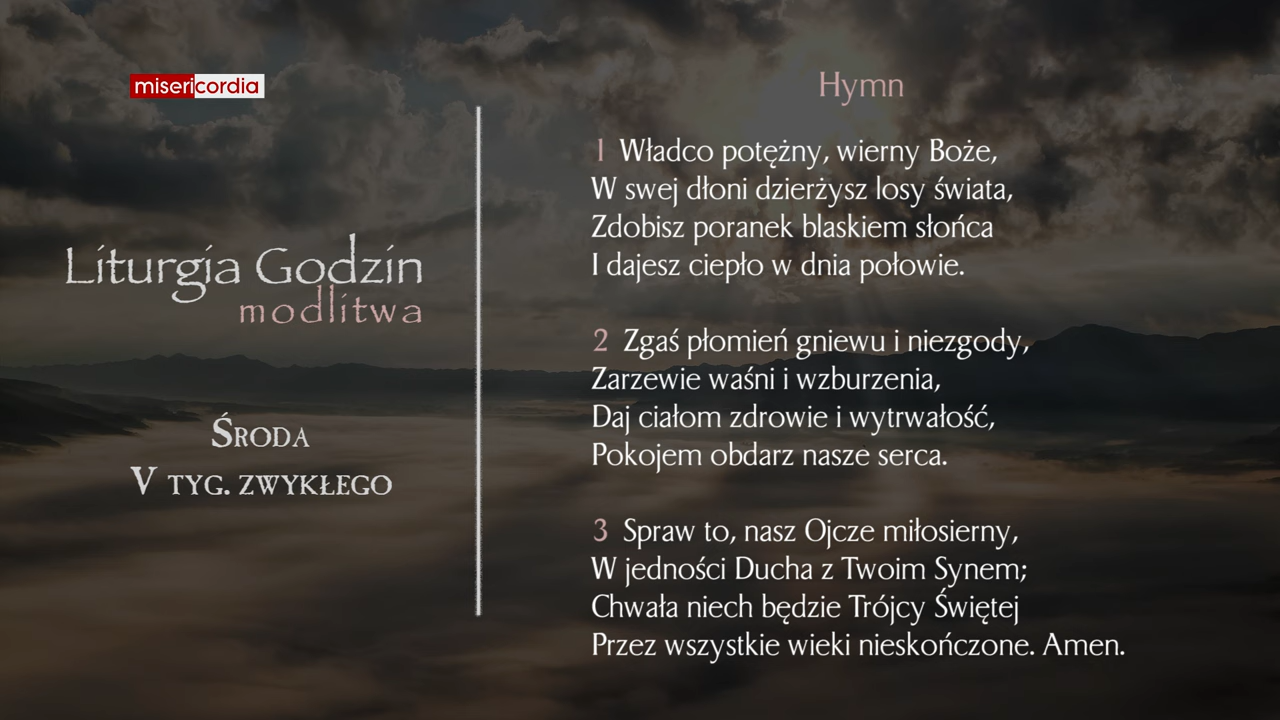 misericordia
Liturgia Godzin
modlitwa
Środa
V tyg. zwykłego
Hymn
1 Władco potężny, wierny Boże,
W swej dłoni dzierżysz losy świata,
Zdobisz poranek blaskiem słońca
I dajesz ciepło w dnia połowie.
2 Zgaś płomień gniewu i niezgody,
Zarzewie waśni i wzburzenia,
Daj ciałom zdrowie i wytrwałość,
Pokojem obdarz nasze serca.
3 Spraw to, nasz Ojcze miłosierny,
W jedności Ducha z Twoim Synem;
Chwała niech będzie Trójcy Świętej
Przez wszystkie wieki nieskończone. Amen.